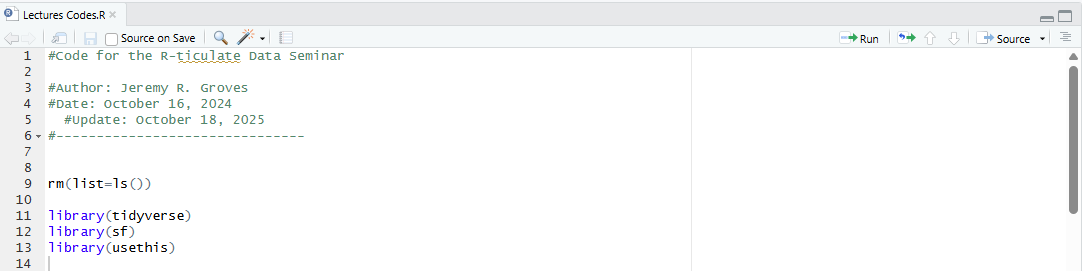 Lectures Codes.R
Source on Save
Run
Source
1 #Code for the R-ticulate Data Seminar
2
3 #Author: Jeremy R. Groves
4 #Date: October 16, 2024
5   #Update: October 18, 2025
6 #-------------------------------
7
8
9 rm(list=ls())
10
11 library(tidyverse)
12 library(sf)
13 library(usethis)
14